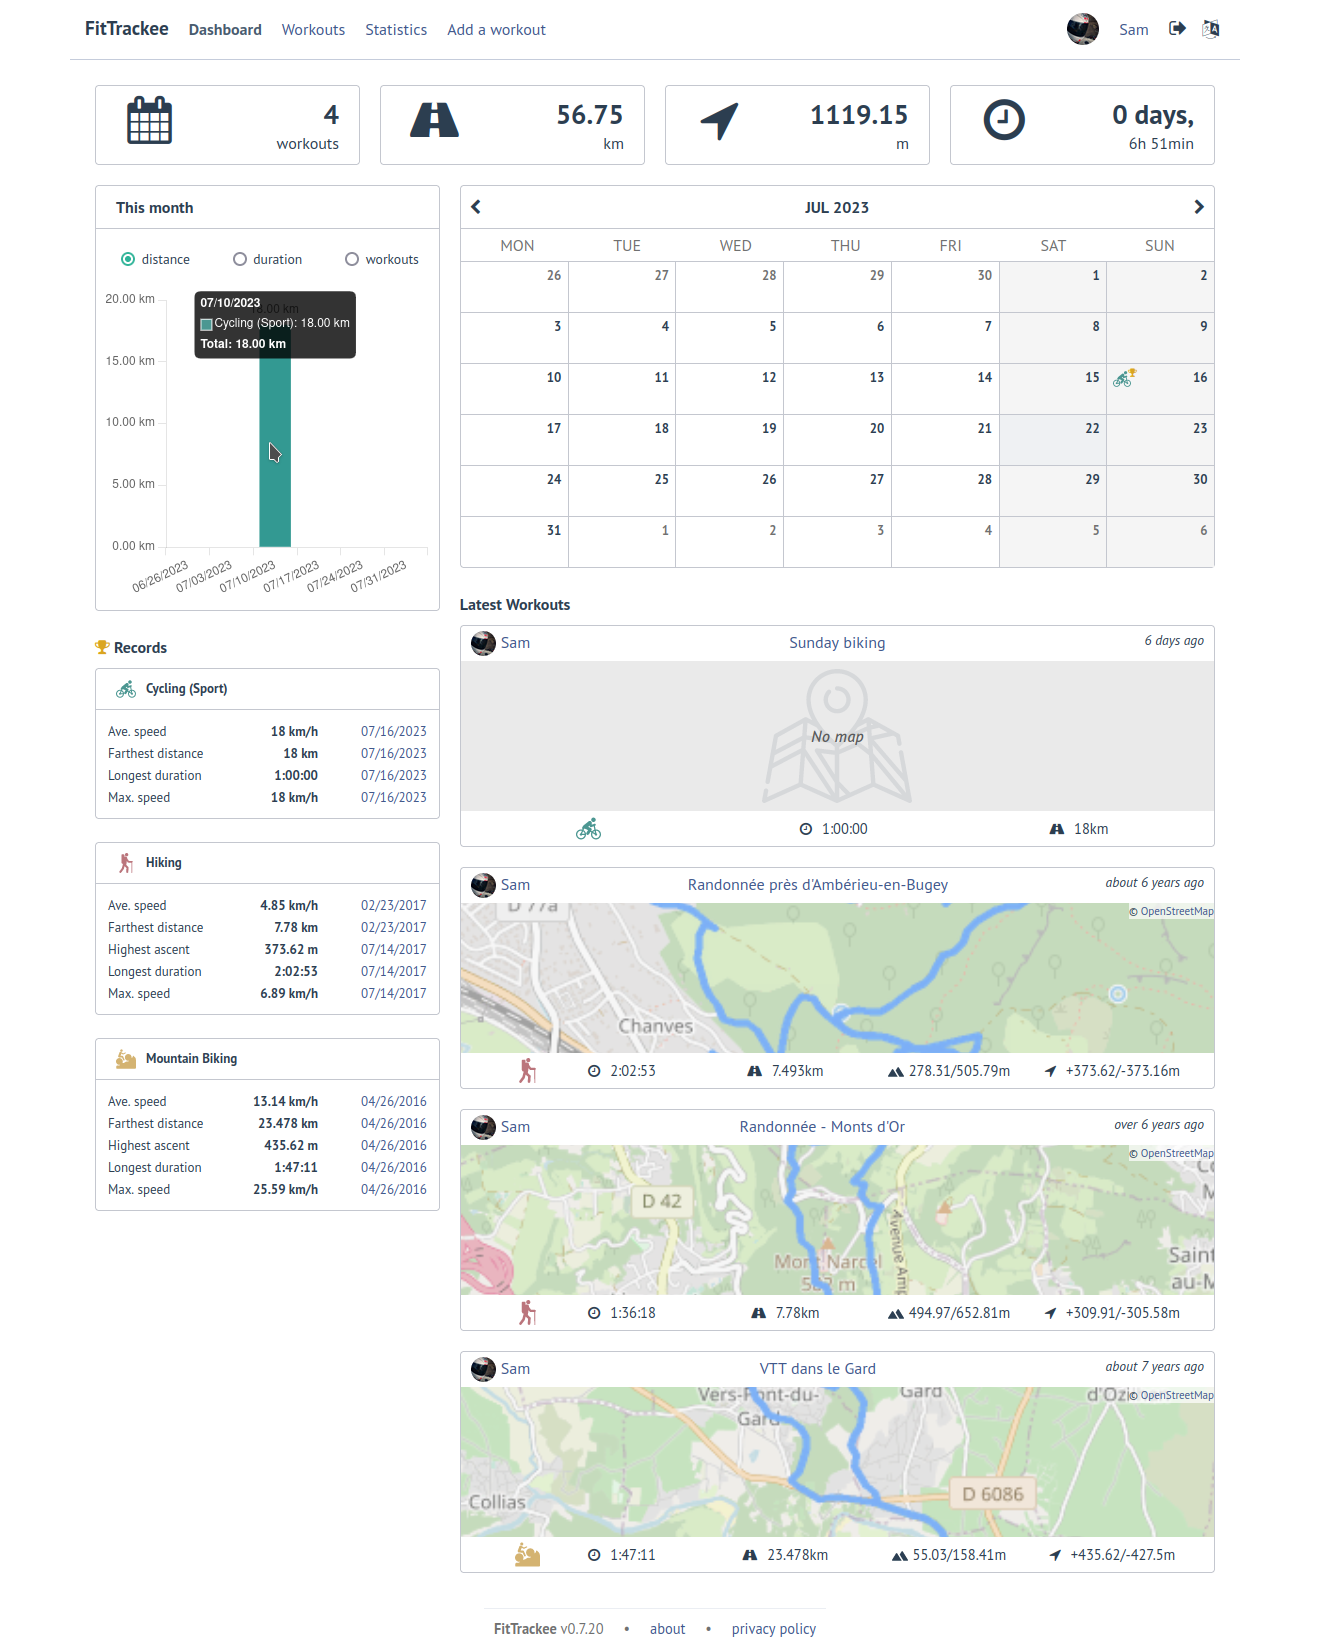 FitTrackee Dashboard Workouts Statistics Add a workout Sam
4
workouts
56.75
km
1119.15
m
0 days,
6h 51min
This month
distance duration workouts
20.00 km
15.00 km
10.00 km
5.00 km
0.00 km
18.00 km
07/10/2023
Cycling (Sport): 18.00 km
Total: 18.00 km
06/26/2023 07/03/2023 07/10/2023 07/17/2023 07/24/2023 07/31/2023
JUL 2023
MON TUE WED THU FRI SAT SUN
26 27 28 29 30 1 2
3 4 5 6 7 8 9
10 11 12 13 14 15 16
17 18 19 20 21 22 23
24 25 26 27 28 29 30
31 1 2 3 4 5 6
Records
Cycling (Sport)
Ave. speed 18 km/h 07/16/2023
Farthest distance 18 km 07/16/2023
Longest duration 1:00:00 07/16/2023
Max. speed 18 km/h 07/16/2023
Hiking
Ave. speed 4.85 km/h 02/23/2017
Farthest distance 7.78 km 02/23/2017
Highest ascent 373.62 m 07/14/2017
Longest duration 2:02:53 07/14/2017
Max. speed 6.89 km/h 07/14/2017
Mountain Biking
Ave. speed 13.14 km/h 04/26/2016
Farthest distance 23.478 km 04/26/2016
Highest ascent 435.62 m 04/26/2016
Longest duration 1:47:11 04/26/2016
Max. speed 25.59 km/h 04/26/2016
Latest Workouts
Sam Sunday biking 6 days ago
No map
1:00:00 18km
Sam Randonnée près d'Ambérieu-en-Bugey about 6 years ago
D 77a
© OpenStreetMap
Chanves
2:02:53 7.493km 278.31/505.79m +373.62/-373.16m
Sam Randonnée - Monts d'Or over 6 years ago
© OpenStreetMap
D 42
Avenue Amp
Mont Narcel
Saint
au-M
1:36:18 7.78km 494.97/652.81m +309.91/-305.58m
Sam VTT dans le Gard about 7 years ago
Vers-Pont-du-
Gard
Gard
d'Ozi
© OpenStreetMap
D 6086
Collias
1:47:11 23.478km 55.03/158.41m +435.62/-427.5m
FitTrackee v0.7.20 • about • privacy policy